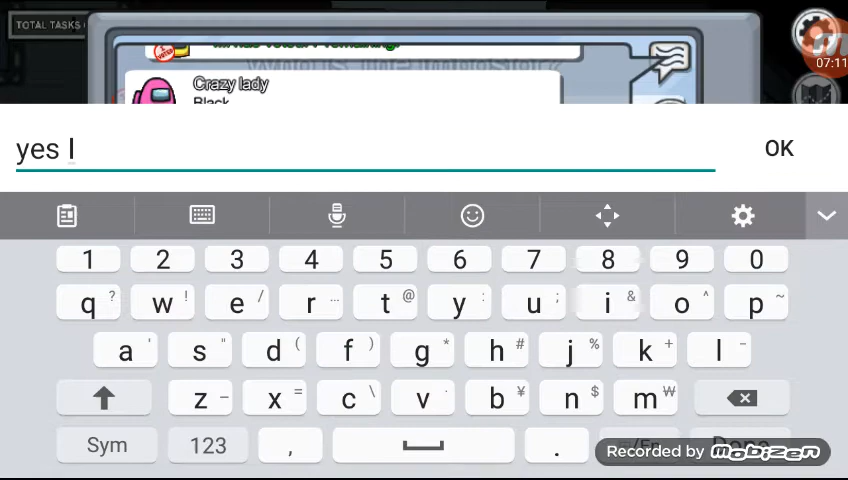 TOTAL TASKS
07:11
Crazy lady
Black
yes I
OK
1 2 3 4 5 6 7 8 9 0
q ? w ! e / r ... t @ y : u ; i & o ^ p ~
a ' s " d ( f ) g * h # j % k + l -
z _ x = c \ v . b ¥ n $ m ₩
Sym 123 , .
Recorded by mobizen